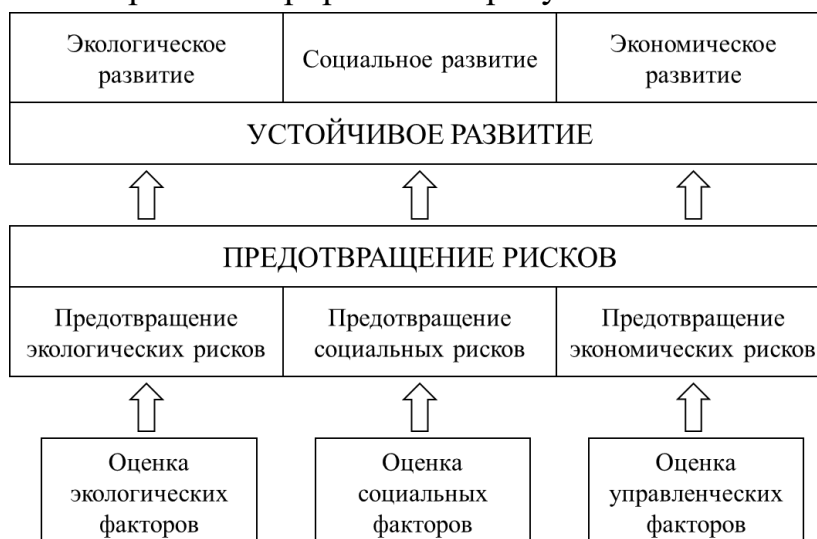 Экологическое
развитие
Социальное развитие
Экономическое
развитие
УСТОЙЧИВОЕ РАЗВИТИЕ
ПРЕДОТВРАЩЕНИЕ РИСКОВ
Предотвращение
экологических рисков
Предотвращение
социальных рисков
Предотвращение
экономических рисков
Оценка
экологических
факторов
Оценка
социальных
факторов
Оценка
управленческих
факторов